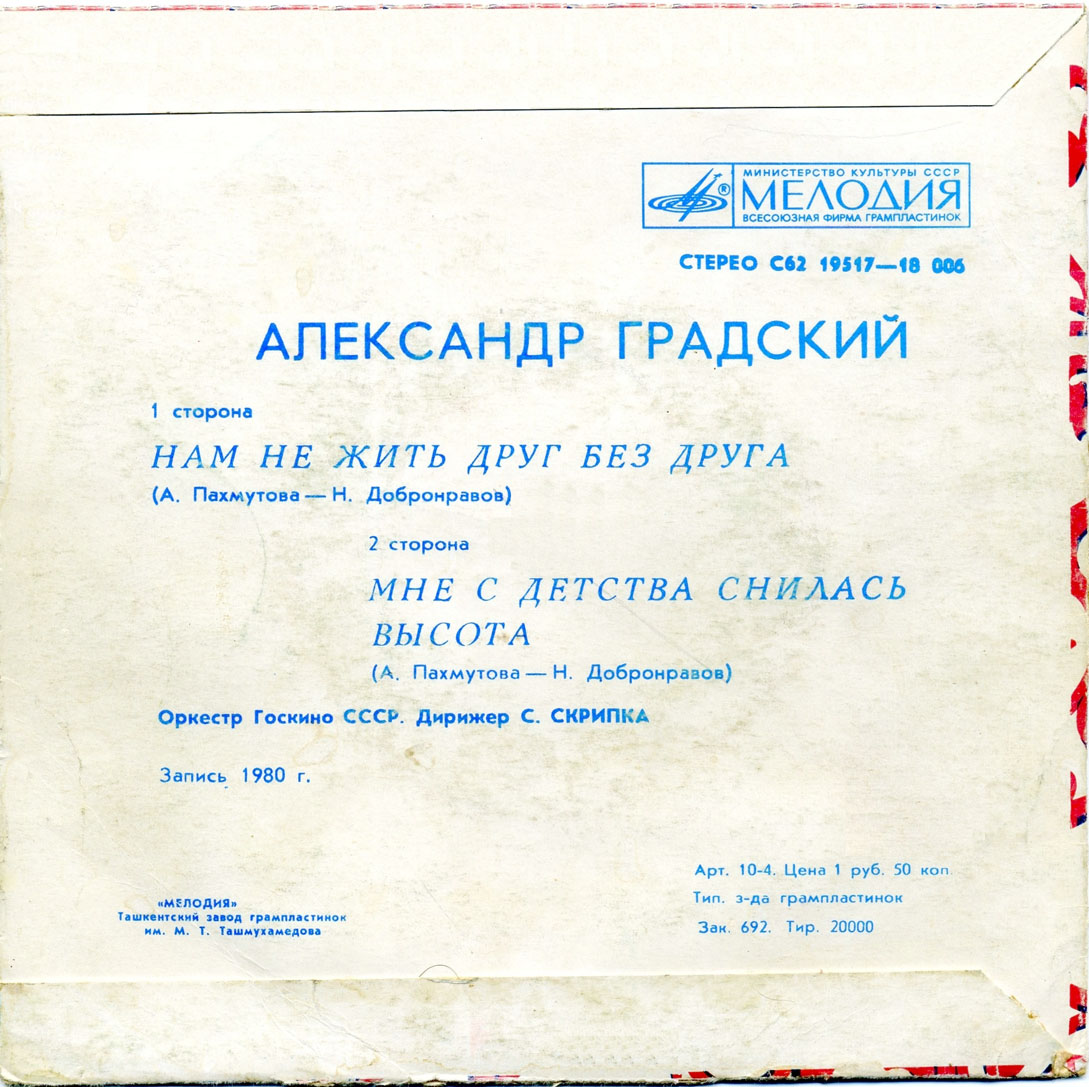 МИНИСТЕРСТВО КУЛЬТУРЫ СССР
МЕЛОДИЯ
ВСЕСОЮЗНАЯ ФИРМА ГРАМПЛАСТИНОК
СТЕРЕО С62 19517—18 006
АЛЕКСАНДР ГРАДСКИЙ
1 сторона
НАМ НЕ ЖИТЬ ДРУГ БЕЗ ДРУГА
(А. Пахмутова — Н. Добронравов)
2 сторона
МНЕ С ДЕТСТВА СНИЛАСЬ
ВЫСОТА
(А. Пахмутова — Н. Добронравов)
Оркестр Госкино СССР. Дирижер С. СКРИПКА
Запись 1980 г.
Арт. 10-4. Цена 1 руб. 50 коп.
Тип. з-да грампластинок
Зак. 692. Тир. 20000
«МЕЛОДИЯ»
Ташкентский завод грампластинок
им. М. Т. Ташмухамедова